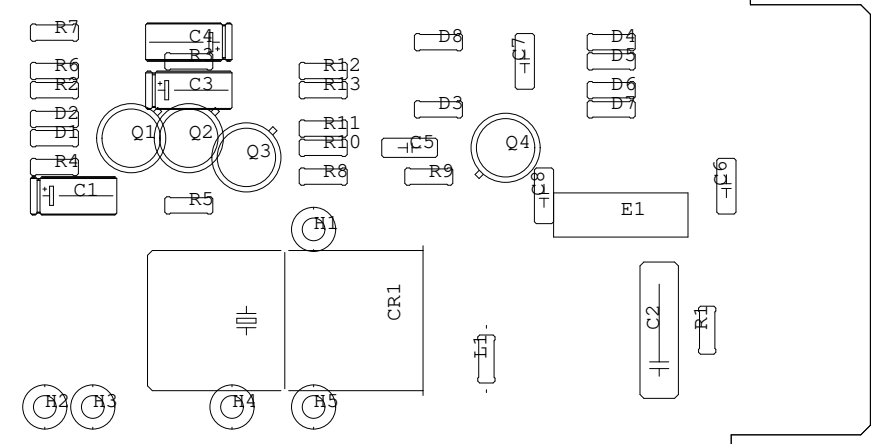 R7
C4
D8
D4
R3
C7
D5
R6
R12
R2
C3
R13
D6
D3
D7
D2
R11
D1
Q1
Q2
Q3
R10
C5
Q4
R4
R8
R9
C6
C1
C8
R5
E1
H1
CR1
C2
R1
L1
H2
H3
H4
H5